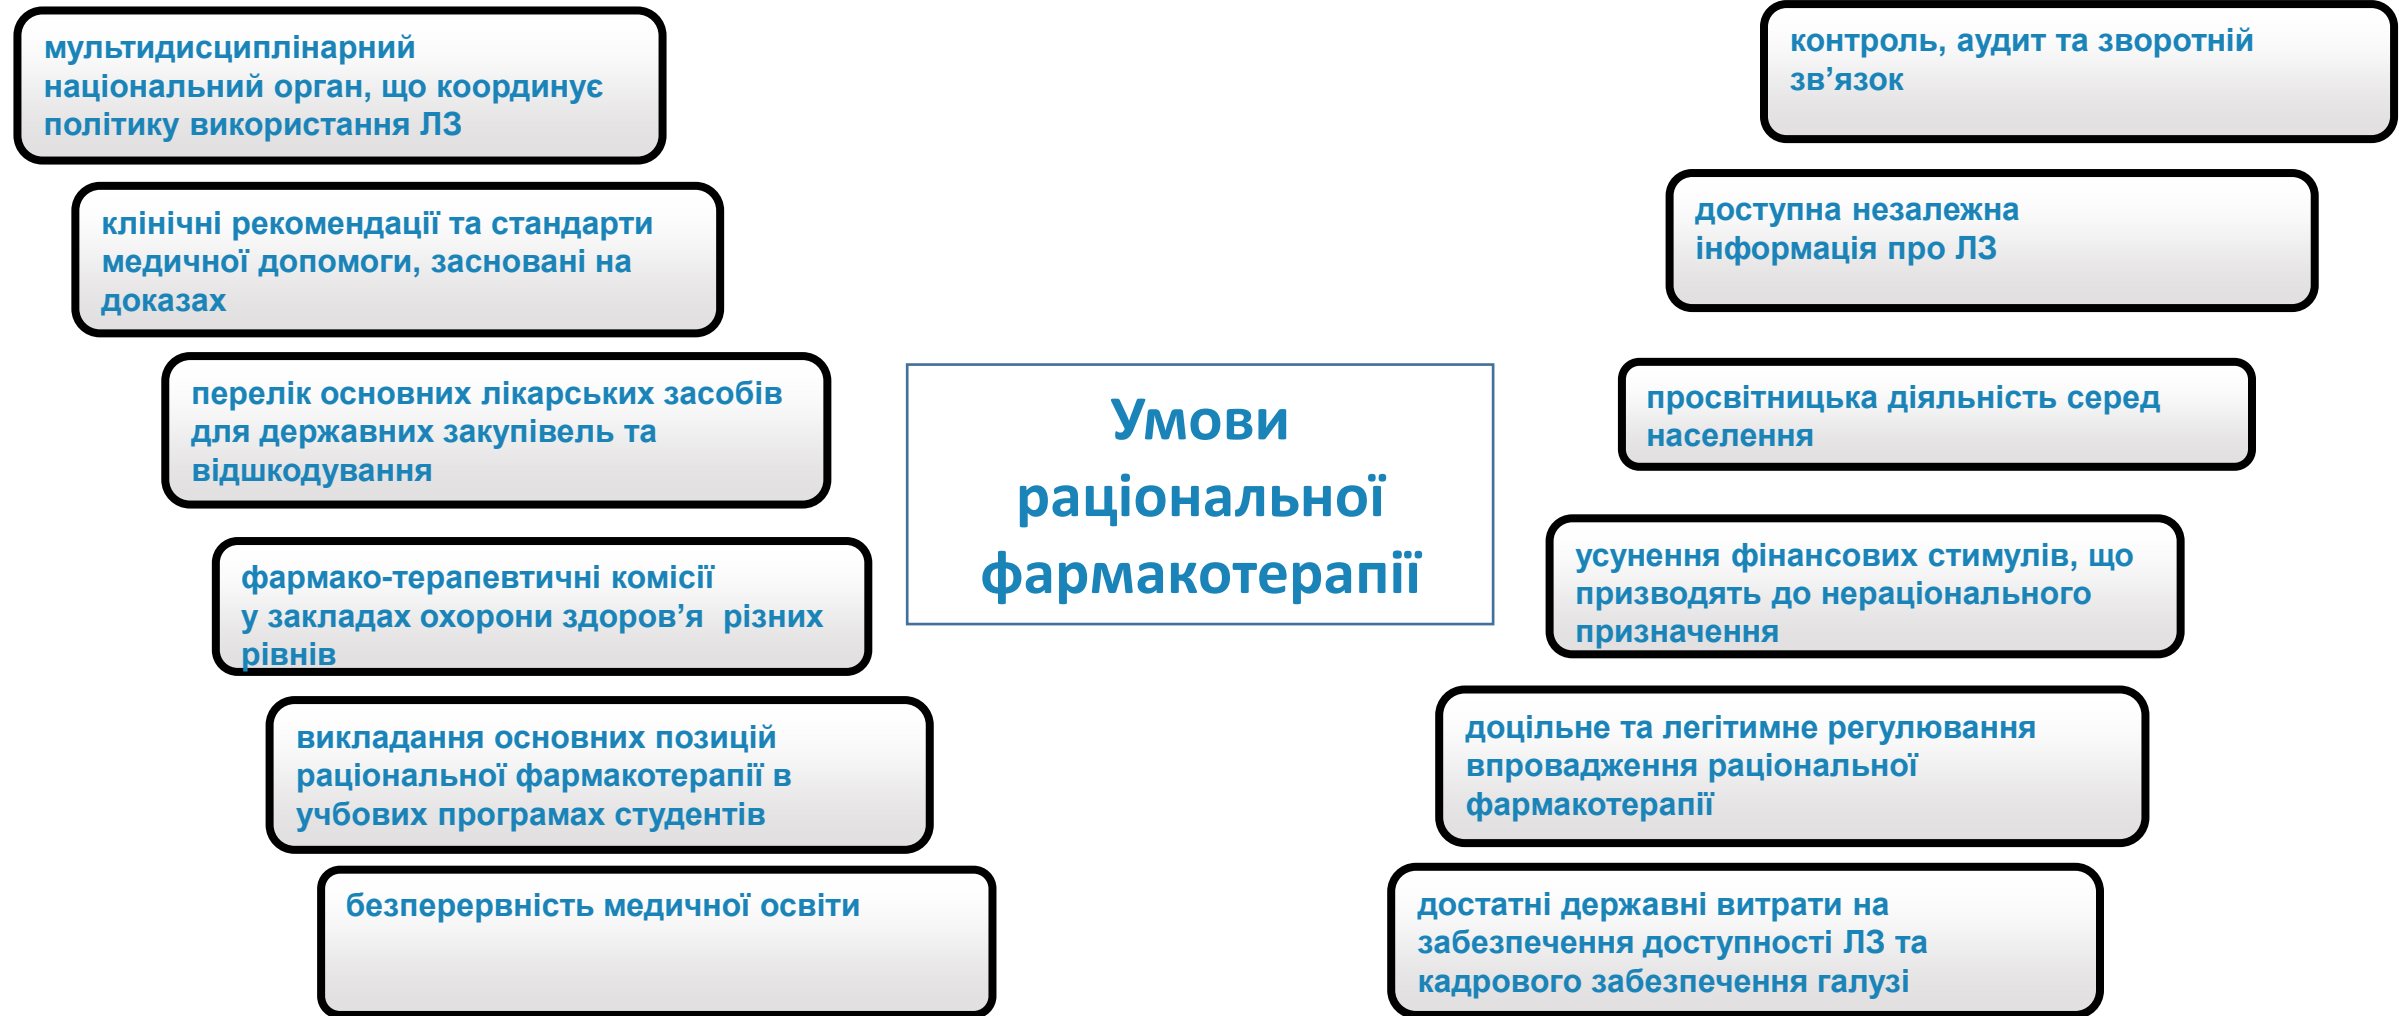 мультидисциплінарний
національний орган, що координує
політику використання ЛЗ
клінічні рекомендації та стандарти
медичної допомоги, засновані на
доказах
перелік основних лікарських засобів
для державних закупівель та
відшкодування
фармако-терапевтичні комісії
у закладах охорони здоров’я  різних
рівнів
викладання основних позицій
раціональної фармакотерапії в
учбових програмах студентів
безперервність медичної освіти
Умови
раціональної
фармакотерапії
контроль, аудит та зворотній
зв’язок
доступна незалежна
інформація про ЛЗ
просвітницька діяльність серед
населення
усунення фінансових стимулів, що
призводять до нераціонального
призначення
доцільне та легітимне регулювання
впровадження раціональної
фармакотерапії
достатні державні витрати на
забезпечення доступності ЛЗ та
кадрового забезпечення галузі